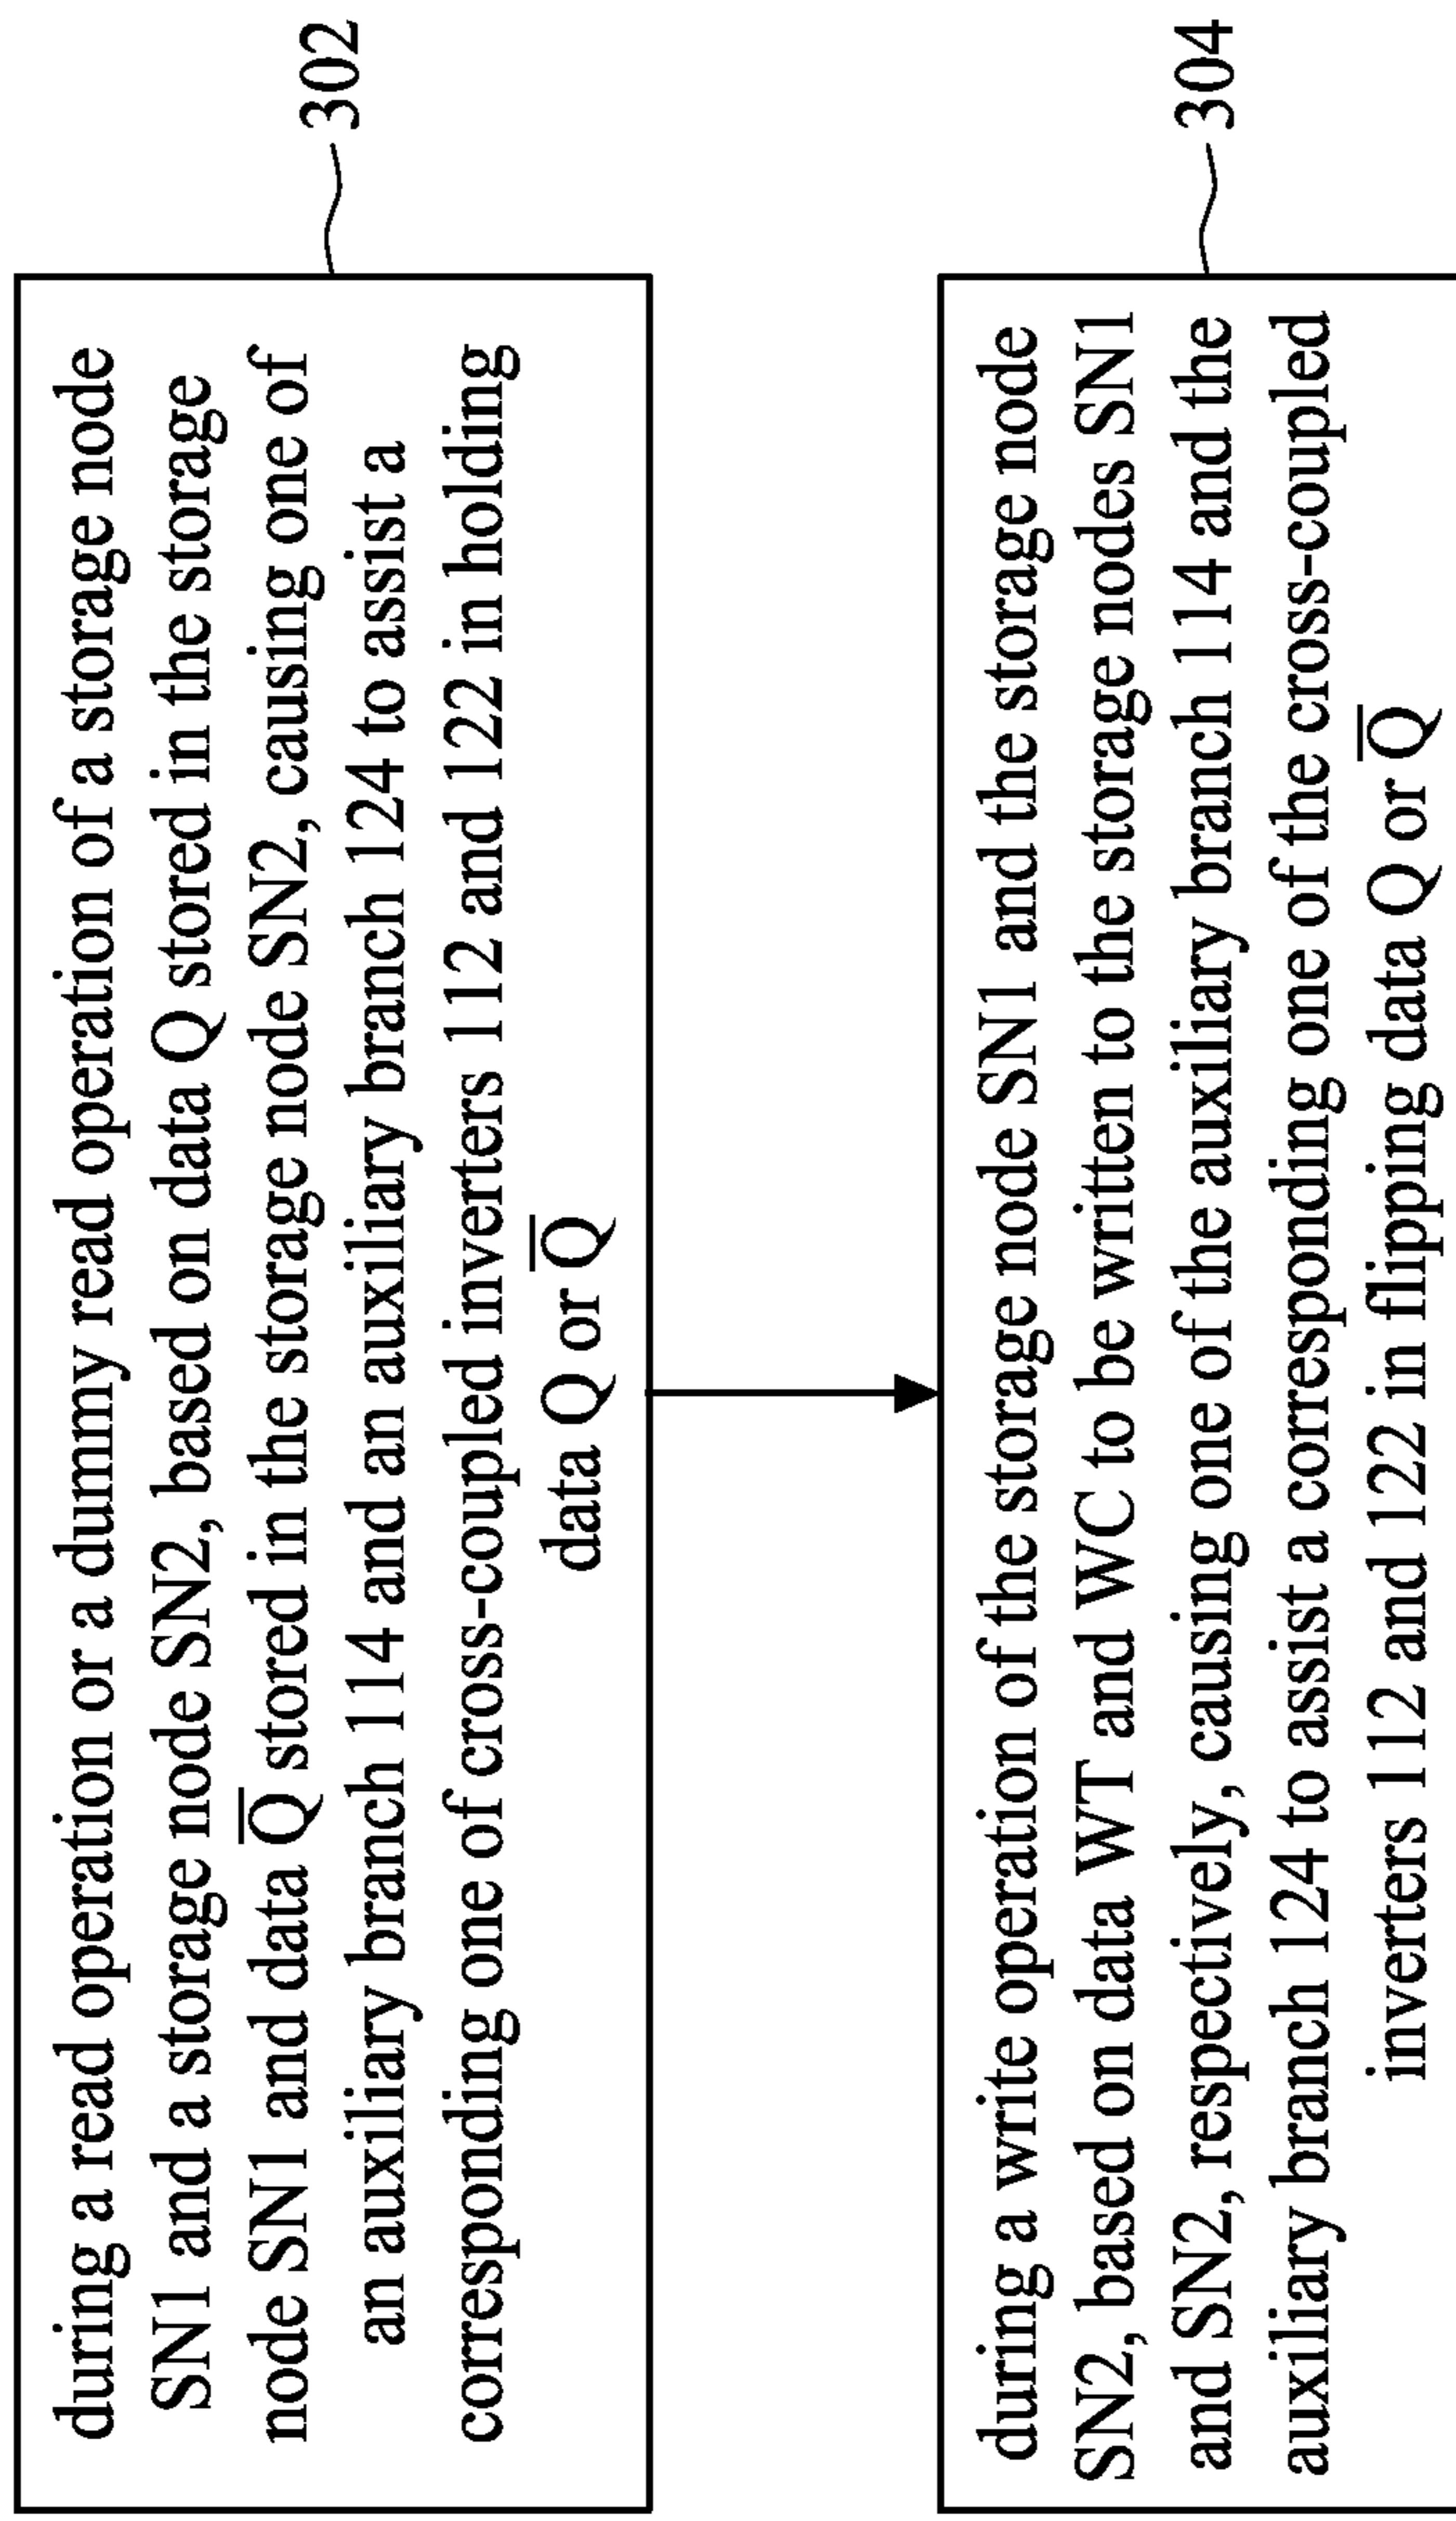 during a read operation or a dummy read operation of a storage node
SN1 and a storage node SN2, based on data Q stored in the storage
node SN1 and data Q̅ stored in the storage node SN2, causing one of
an auxiliary branch 114 and an auxiliary branch 124 to assist a
corresponding one of cross-coupled inverters 112 and 122 in holding
data Q or Q̅
302
during a write operation of the storage node SN1 and the storage node
SN2, based on data WT and WC to be written to the storage nodes SN1
and SN2, respectively, causing one of the auxiliary branch 114 and the
auxiliary branch 124 to assist a corresponding one of the cross-coupled
inverters 112 and 122 in flipping data Q or Q̅
304